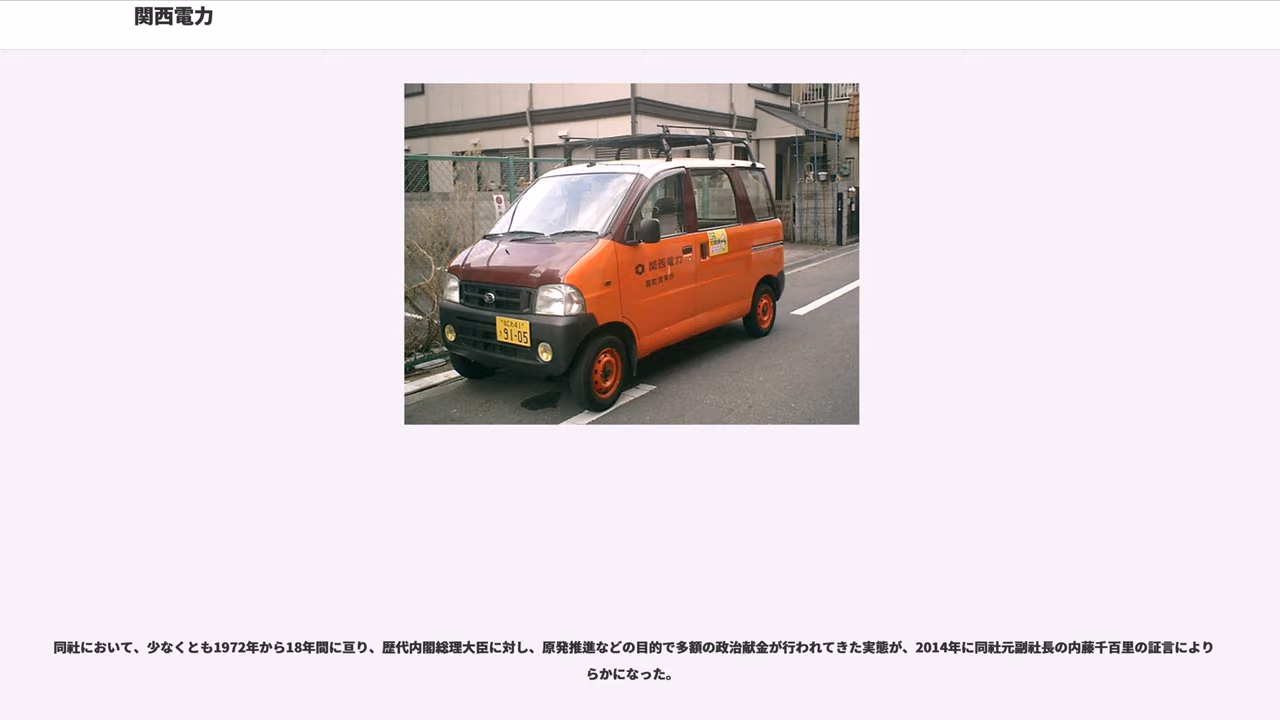 関西電力
関西電力
91-05
同社において、少なくとも1972年から18年間に亘り、歴代内閣総理大臣に対し、原発推進などの目的で多額の政治献金が行われてきた実態が、2014年に同社元副社長の内藤千百里の証言により
らかになった。